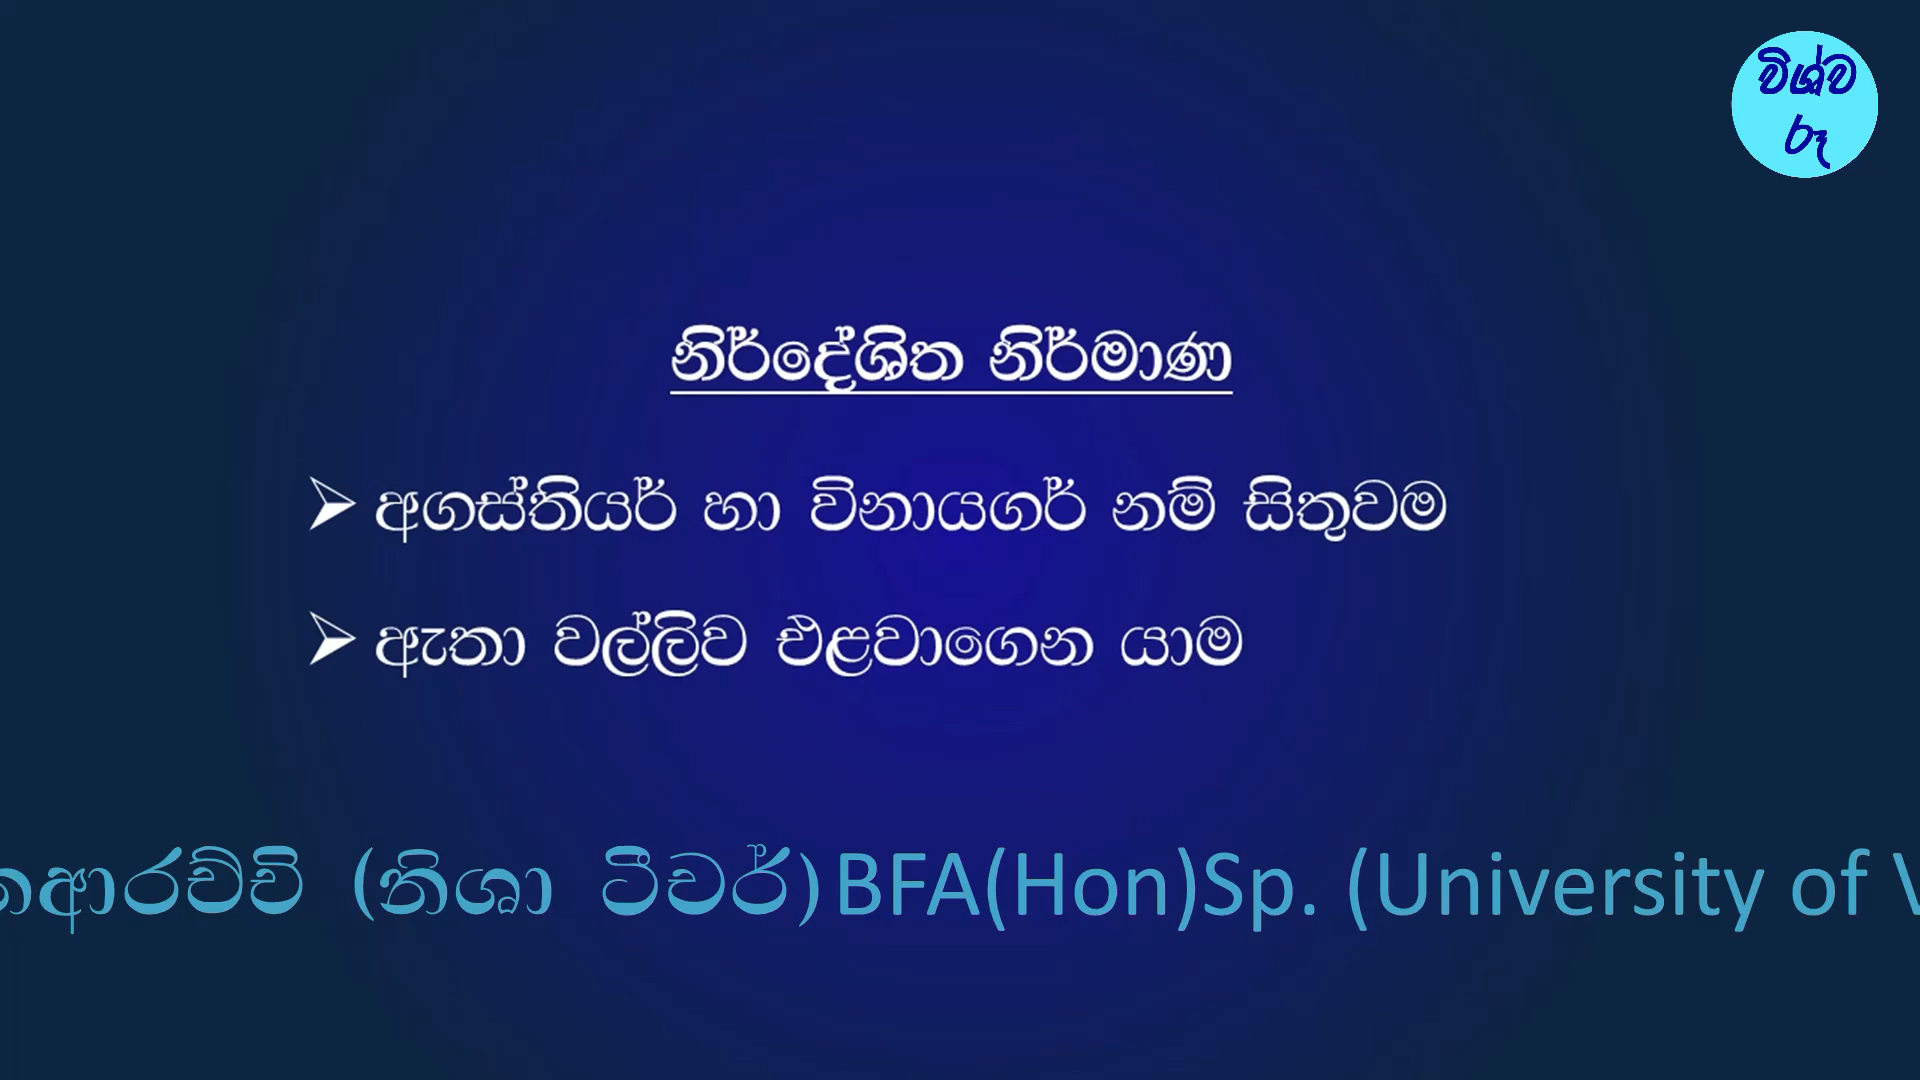 විශ්ව
රූ
නිර්දේශිත නිර්මාණ
➢ අගස්තියර් හා විනායගර් නම් සිතුවම
➢ ඇතා වල්ලිව එළවාගෙන යාම
ආරච්චි (නිශා ටීචර්) BFA(Hon)Sp. (University of